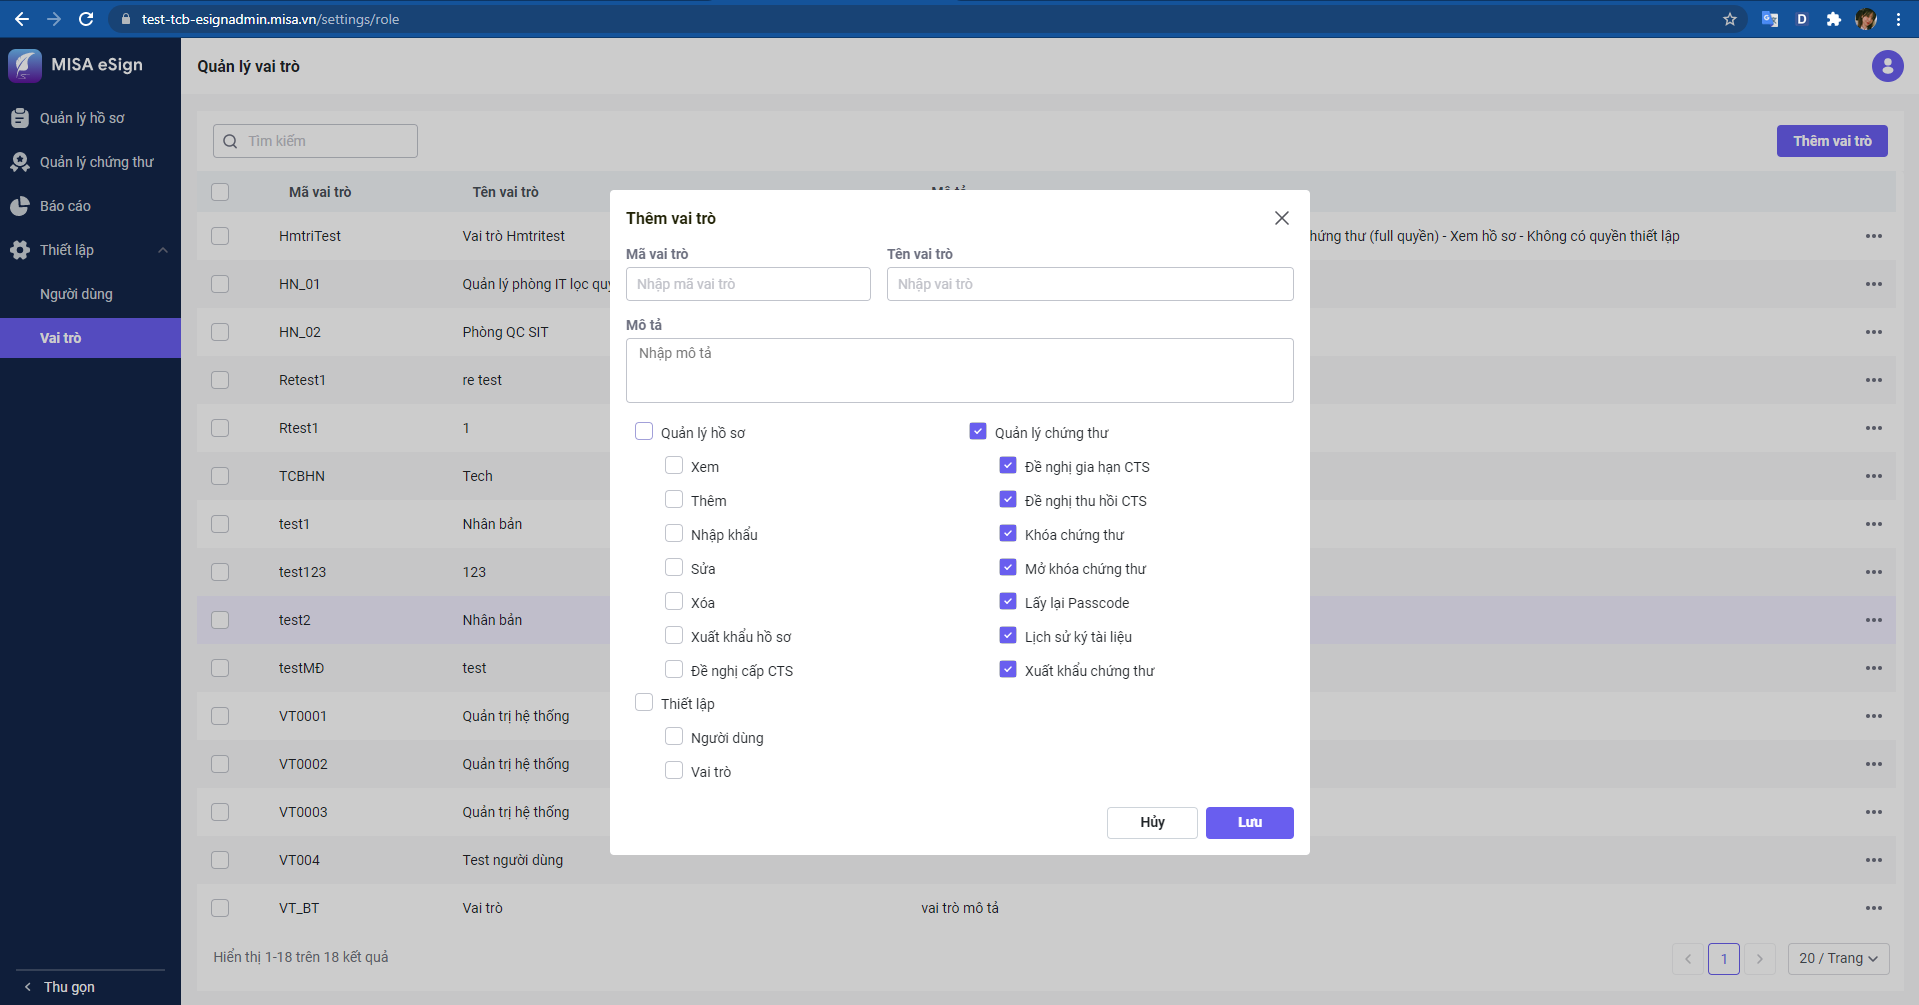 test-tcb-esignadmin.misa.vn/settings/role
MISA eSign
Quản lý vai trò
Quản lý hồ sơ
Quản lý chứng thư
Báo cáo
Thiết lập
Người dùng
Vai trò
Thu gọn
Tìm kiếm
Thêm vai trò
Mã vai trò Tên vai trò
HmtriTest Vai trò Hmtritest hứng thư (full quyền) - Xem hồ sơ - Không có quyền thiết lập
HN_01 Quản lý phòng IT lọc
HN_02 Phòng QC SIT
Retest1 re test
Rtest1 1
TCBHN Tech
test1 Nhân bản
test123 123
test2 Nhân bản
testMĐ test
VT0001 Quản trị hệ thống
VT0002 Quản trị hệ thống
VT0003 Quản trị hệ thống
VT004 Test người dùng
VT_BT Vai trò vai trò mô tả
Hiển thị 1-18 trên 18 kết quả
1
20 / Trang
Thêm vai trò
Mã vai trò Tên vai trò
Nhập mã vai trò Nhập vai trò
Mô tả
Nhập mô tả
Quản lý hồ sơ
Xem
Thêm
Nhập khẩu
Sửa
Xóa
Xuất khẩu hồ sơ
Đề nghị cấp CTS
Thiết lập
Người dùng
Vai trò
Quản lý chứng thư
Đề nghị gia hạn CTS
Đề nghị thu hồi CTS
Khóa chứng thư
Mở khóa chứng thư
Lấy lại Passcode
Lịch sử ký tài liệu
Xuất khẩu chứng thư
Hủy Lưu